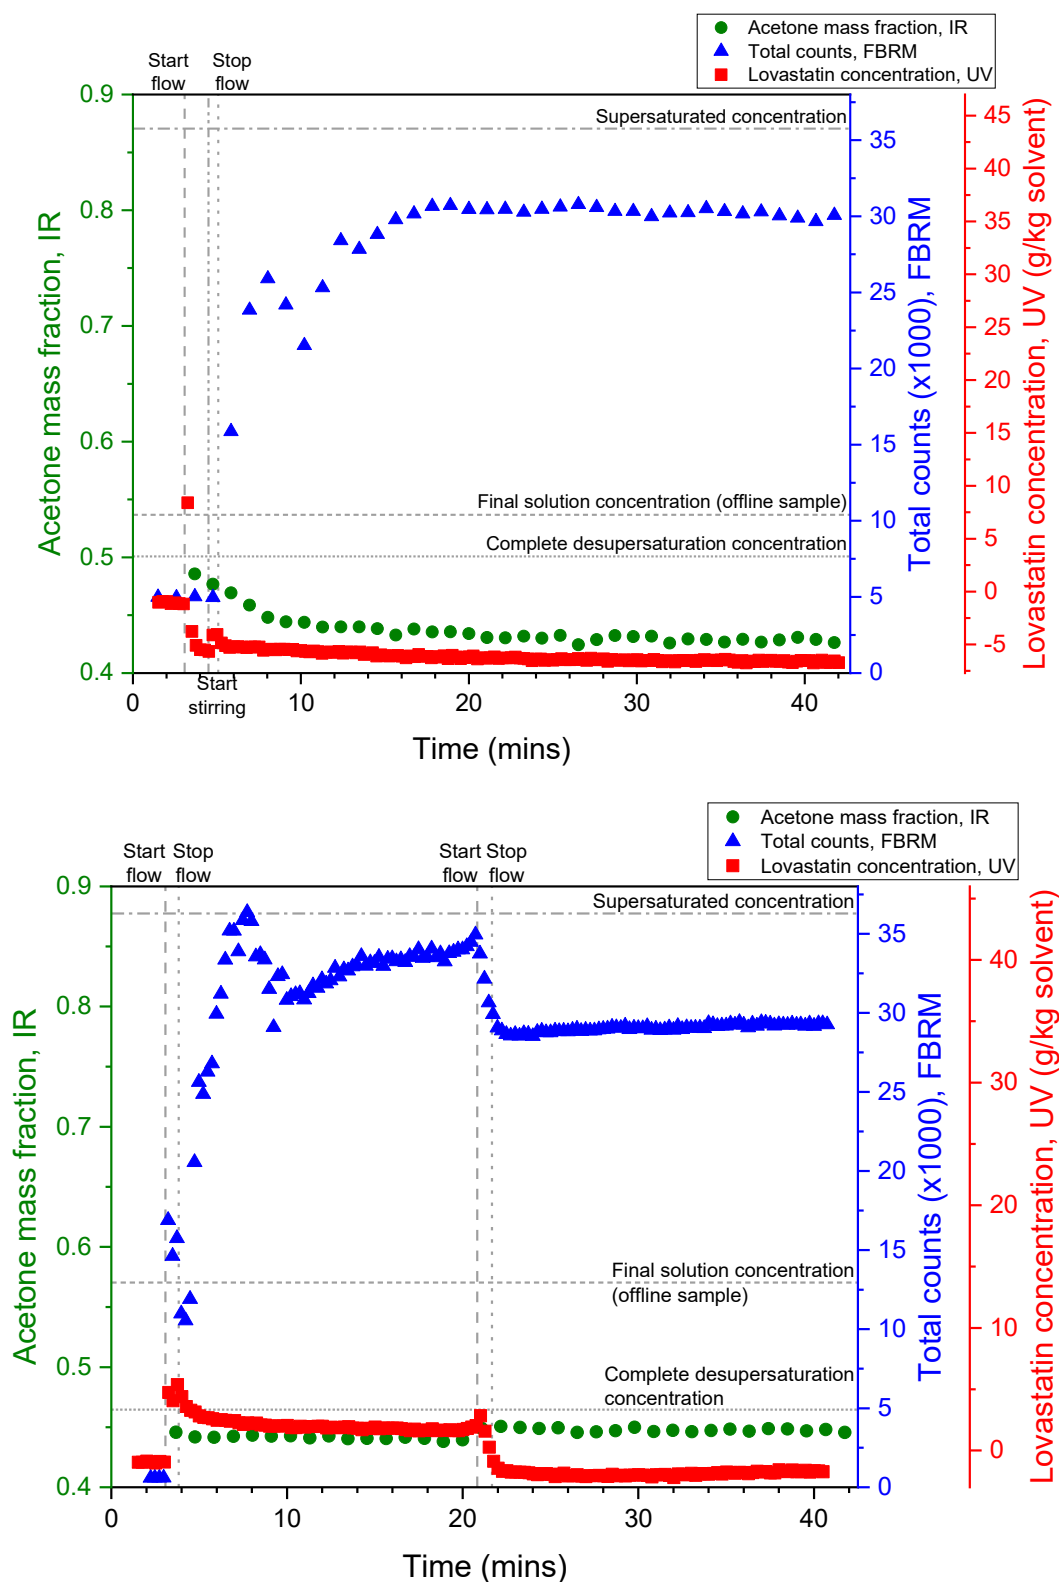 Acetone mass fraction, IR
Total counts, FBRM
Lovastatin concentration, UV
Start
flow
Stop
flow
0.9
0.8
0.7
0.6
0.5
0.4
Acetone mass fraction, IR
Supersaturated concentration
Final solution concentration (offline sample)
Complete desupersaturation concentration
35
30
25
20
15
10
5
0
Total counts (x1000), FBRM
45
40
35
30
25
20
15
10
5
0
-5
Lovastatin concentration, UV (g/kg solvent)
0
10
20
30
40
Start
stirring
Time (mins)
Acetone mass fraction, IR
Total counts, FBRM
Lovastatin concentration, UV
Start
flow
Stop
flow
Start
flow
Stop
flow
0.9
0.8
0.7
0.6
0.5
0.4
Acetone mass fraction, IR
Supersaturated concentration
Final solution concentration
(offline sample)
Complete desupersaturation
concentration
35
30
25
20
15
10
5
0
Total counts (x1000), FBRM
40
30
20
10
0
Lovastatin concentration, UV (g/kg solvent)
0
10
20
30
40
Time (mins)